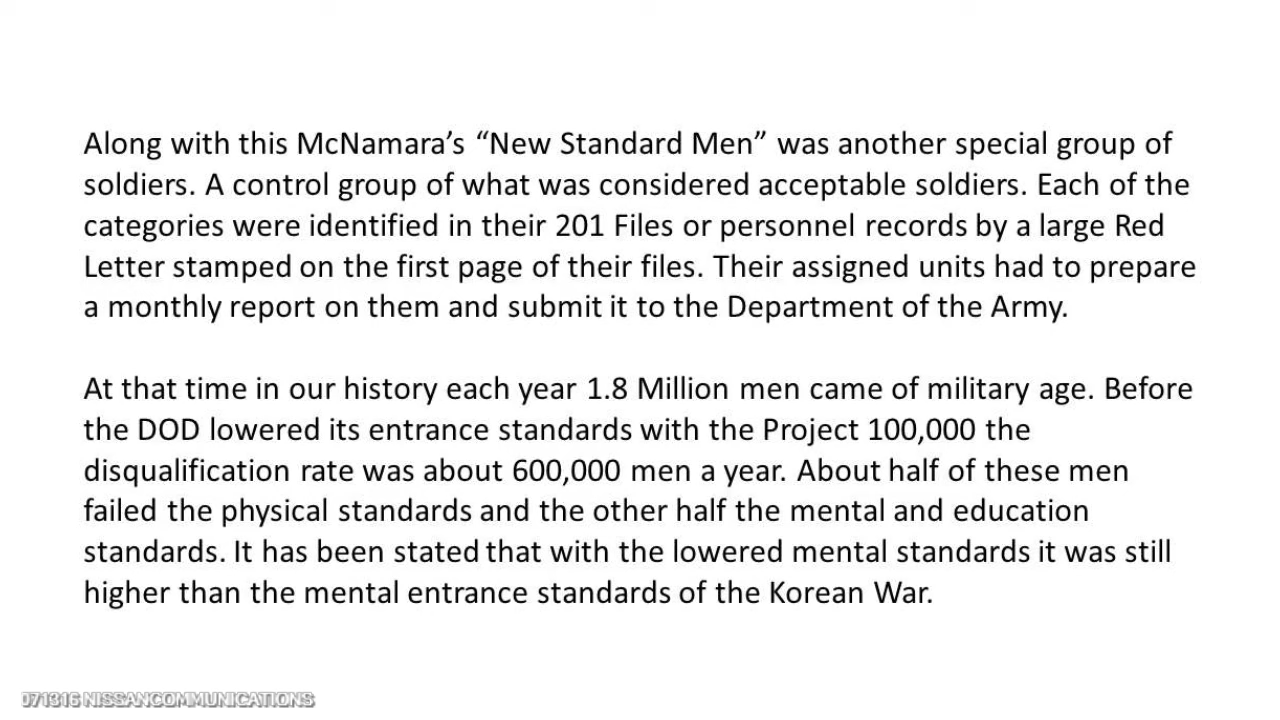 Along with this McNamara’s “New Standard Men” was another special group of
soldiers. A control group of what was considered acceptable soldiers. Each of the
categories were identified in their 201 Files or personnel records by a large Red
Letter stamped on the first page of their files. Their assigned units had to prepare
a monthly report on them and submit it to the Department of the Army.
At that time in our history each year 1.8 Million men came of military age. Before
the DOD lowered its entrance standards with the Project 100,000 the
disqualification rate was about 600,000 men a year. About half of these men
failed the physical standards and the other half the mental and education
standards. It has been stated that with the lowered mental standards it was still
higher than the mental entrance standards of the Korean War.
071316 NISSANCOMMUNICATIONS